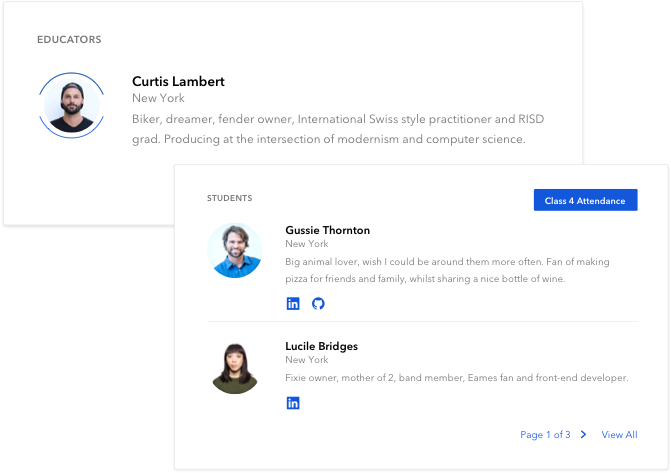 EDUCATORS
Curtis Lambert
New York
Biker, dreamer, fender owner, International Swiss style practitioner and RISD
grad. Producing at the intersection of modernism and computer science.
STUDENTS
Class 4 Attendance
Gussie Thornton
New York
Big animal lover, wish I could be around them more often. Fan of making
pizza for friends and family, whilst sharing a nice bottle of wine.
in
Lucile Bridges
New York
Fixie owner, mother of 2, band member, Eames fan and front-end developer.
in
Page 1 of 3
View All